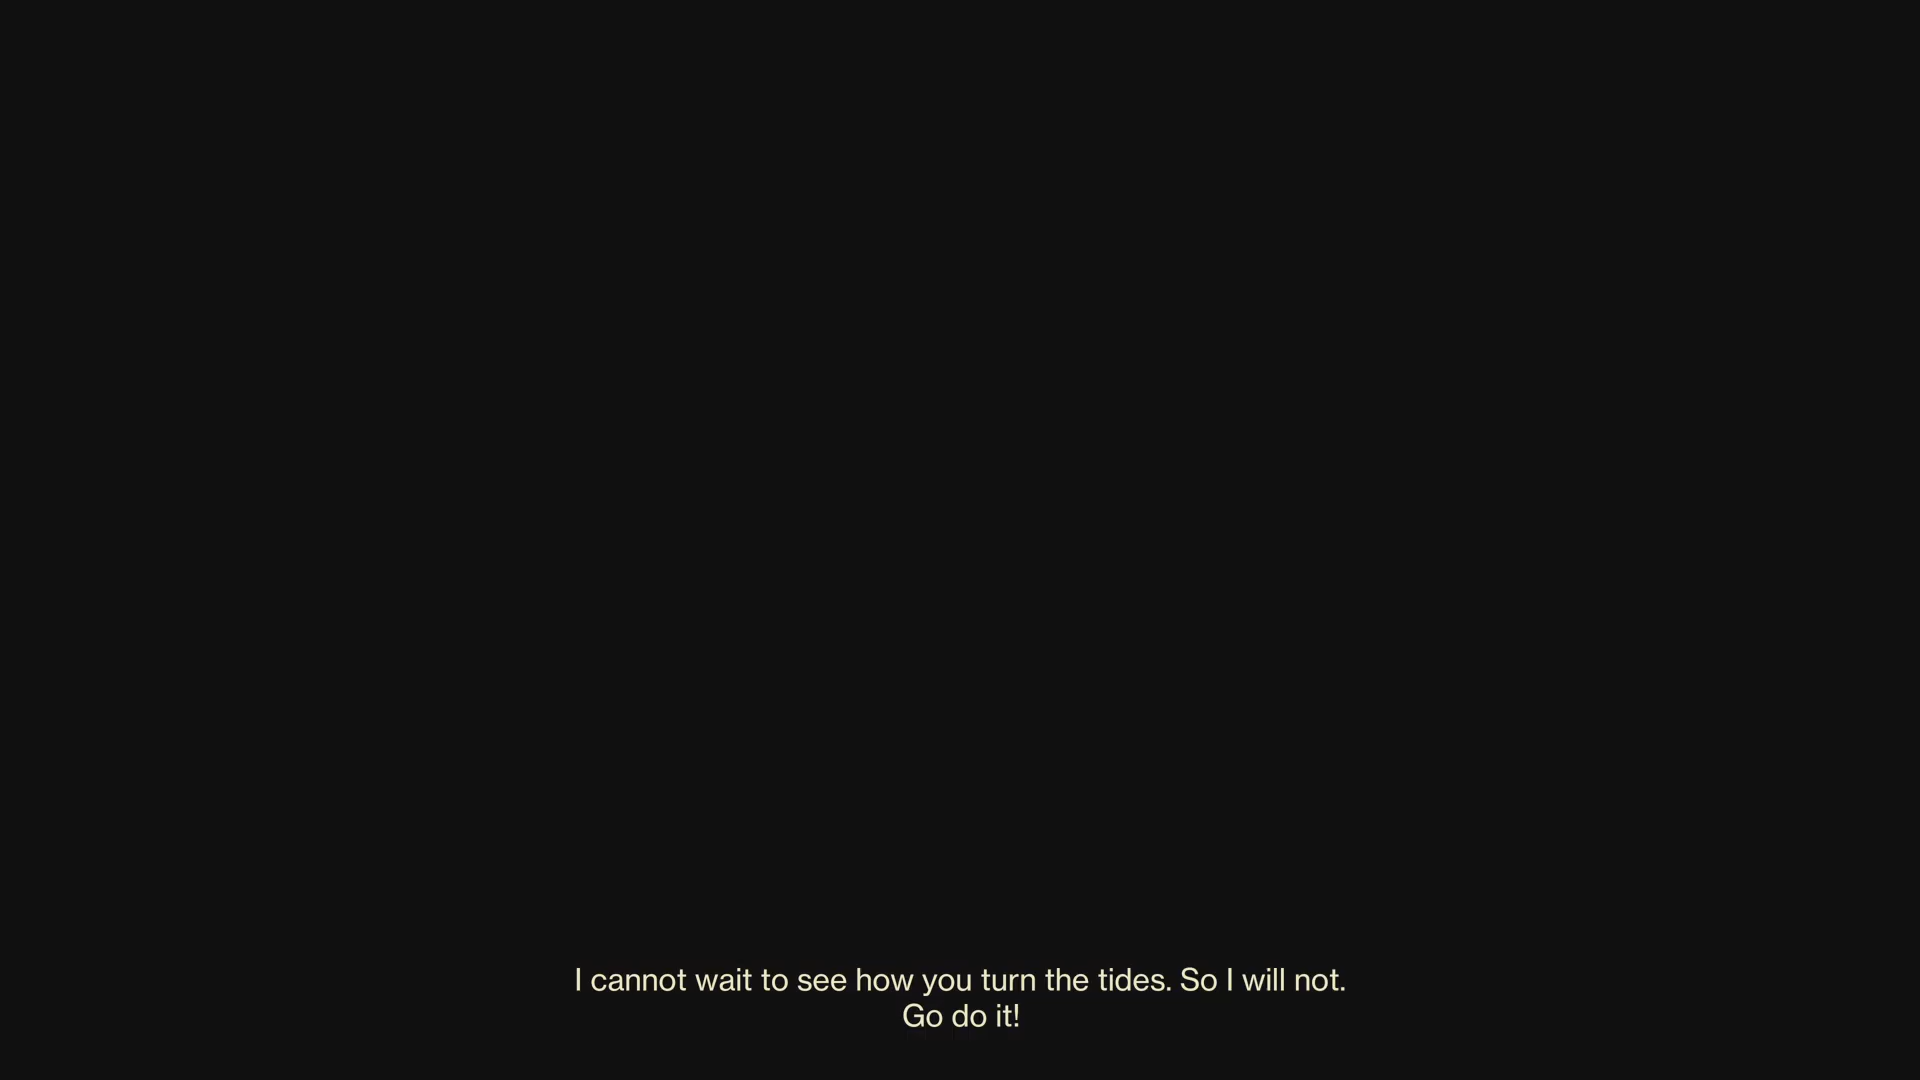 I cannot wait to see how you turn the tides. So I will not.
Go do it!